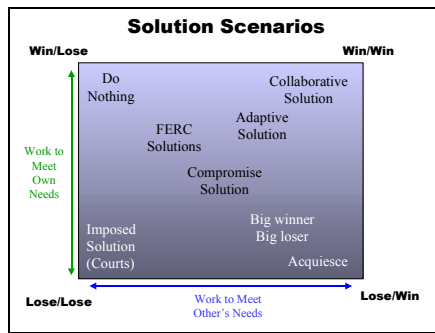 Solution Scenarios
Win/Lose
Win/Win
Do
Nothing
Collaborative
Solution
Adaptive
Solution
FERC
Solutions
Work to
Meet
Own
Needs
Compromise
Solution
Imposed
Solution
(Courts)
Big winner
Big loser
Acquiesce
Lose/Lose
Work to Meet
Other's Needs
Lose/Win